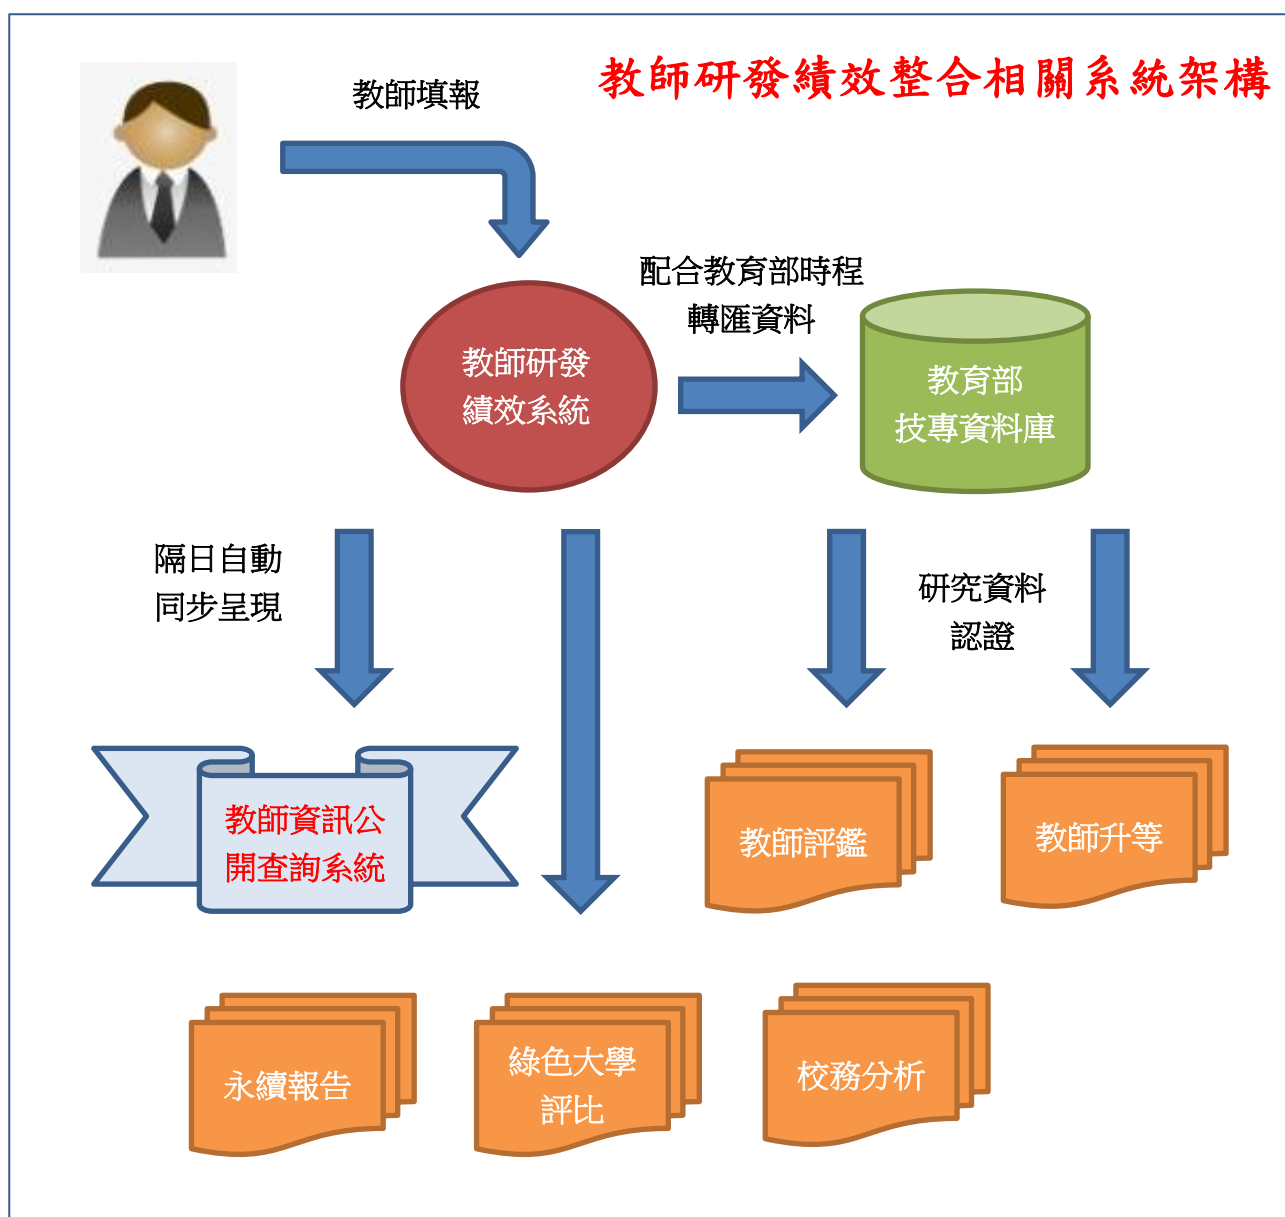 教師研發績效整合相關系統架構
教師填報
配合教育部時程
轉匯資料
教師研發
績效系統
教育部
技專資料庫
隔日自動
同步呈現
研究資料
認證
教師資訊公
開查詢系統
教師評鑑
教師升等
永續報告
綠色大學
評比
校務分析